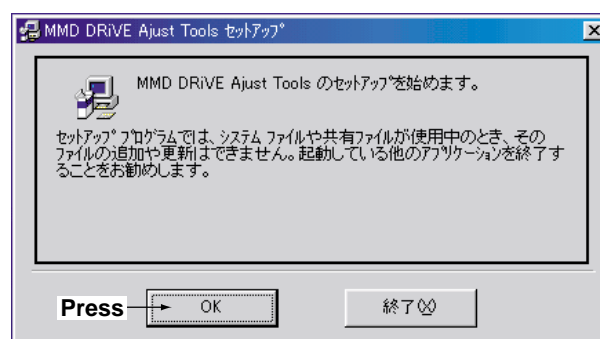 MMD DRiVE Ajust Tools ｾｯﾄｱｯﾌﾟ
MMD DRiVE Ajust Tools のｾｯﾄｱｯﾌﾟを始めます。
ｾｯﾄｱｯﾌﾟ ﾌﾟﾛｸﾞﾗﾑでは、ｼｽﾃﾑ ﾌｧｲﾙや共有ﾌｧｲﾙが使用中のとき、その
ﾌｧｲﾙの追加や更新はできません。起動している他のｱﾌﾟﾘｹｰｼｮﾝを終了す
ることをお勧めします。
Press OK 終了(X)